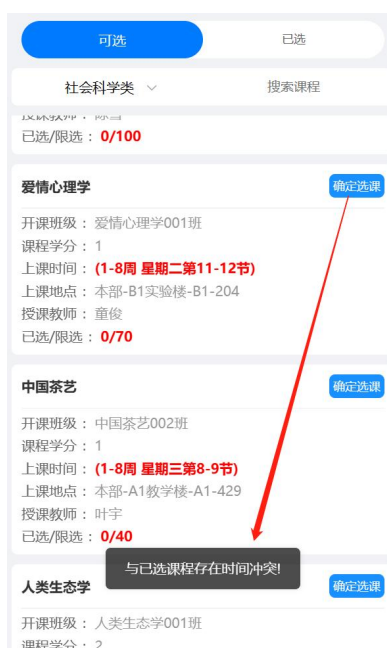 可选 已选
社会科学类 搜索课程
授课教师：陈雪
已选/限选：0/100
爱情心理学 确定选课
开课班级：爱情心理学001班
课程学分：1
上课时间：(1-8周 星期二第11-12节)
上课地点：本部-B1实验楼-B1-204
授课教师：童俊
已选/限选：0/70
中国茶艺 确定选课
开课班级：中国茶艺002班
课程学分：1
上课时间：(1-8周 星期三第8-9节)
上课地点：本部-A1教学楼-A1-429
授课教师：叶宇
已选/限选：0/40
与已选课程存在时间冲突!
人类生态学 确定选课
开课班级：人类生态学001班
课程学分：2